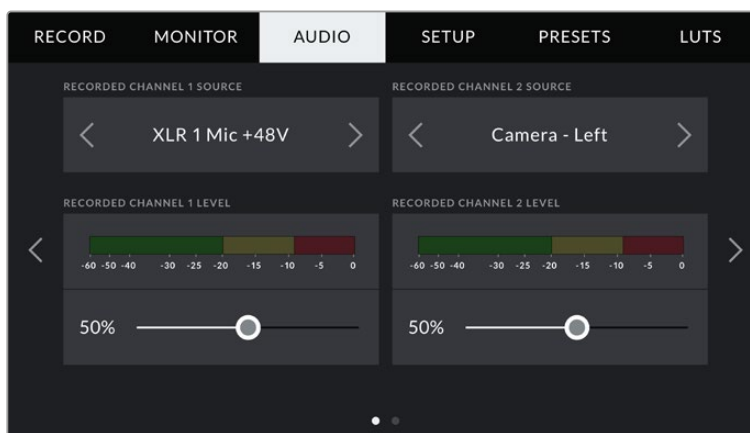 RECORD MONITOR AUDIO SETUP PRESETS LUTS
RECORDED CHANNEL 1 SOURCE RECORDED CHANNEL 2 SOURCE
XLR 1 Mic +48V Camera - Left
RECORDED CHANNEL 1 LEVEL RECORDED CHANNEL 2 LEVEL
-60 -50 -40 -30 -25 -20 -15 -10 -5 0 -60 -50 -40 -30 -25 -20 -15 -10 -5 0
50% 50%